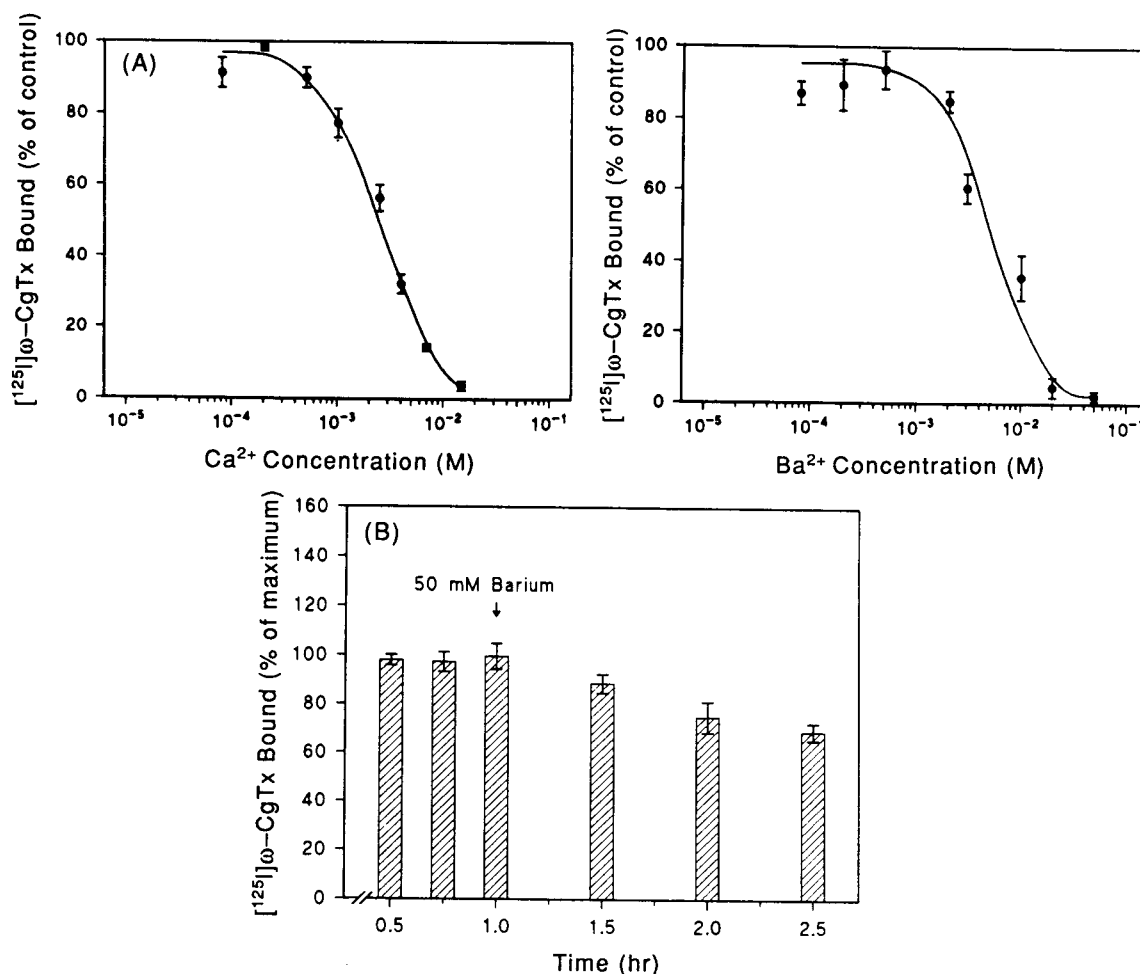 (A)
[¹²⁵I]ω−CgTx Bound (% of control)
100
80
60
40
20
0
10⁻⁵ 10⁻⁴ 10⁻³ 10⁻² 10⁻¹
Ca²⁺ Concentration (M)
[¹²⁵I]ω−CgTx Bound (% of control)
100
80
60
40
20
0
10⁻⁵ 10⁻⁴ 10⁻³ 10⁻² 10⁻¹
Ba²⁺ Concentration (M)
(B)
50 mM Barium
[¹²⁵I]ω−CgTx Bound (% of maximum)
160
140
120
100
80
60
40
20
0
0.5 1.0 1.5 2.0 2.5
Time (hr)